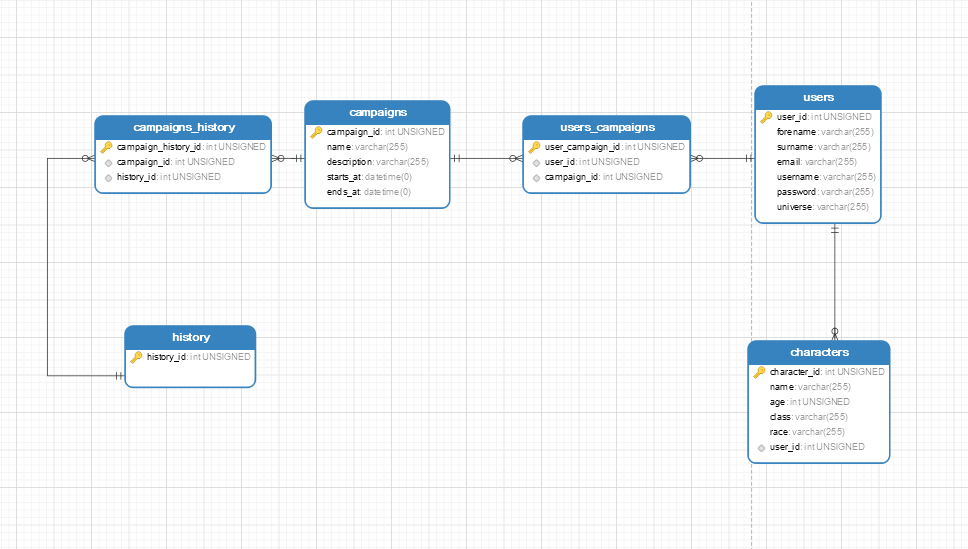 campaigns_history
campaign_history_id: int UNSIGNED
campaign_id: int UNSIGNED
history_id: int UNSIGNED
campaigns
campaign_id: int UNSIGNED
name: varchar(255)
description: varchar(255)
starts_at: datetime(0)
ends_at: datetime(0)
users_campaigns
user_campaign_id: int UNSIGNED
user_id: int UNSIGNED
campaign_id: int UNSIGNED
users
user_id: int UNSIGNED
forename: varchar(255)
surname: varchar(255)
email: varchar(255)
username: varchar(255)
password: varchar(255)
universe: varchar(255)
history
history_id: int UNSIGNED
characters
character_id: int UNSIGNED
name: varchar(255)
age: int UNSIGNED
class: varchar(255)
race: varchar(255)
user_id: int UNSIGNED